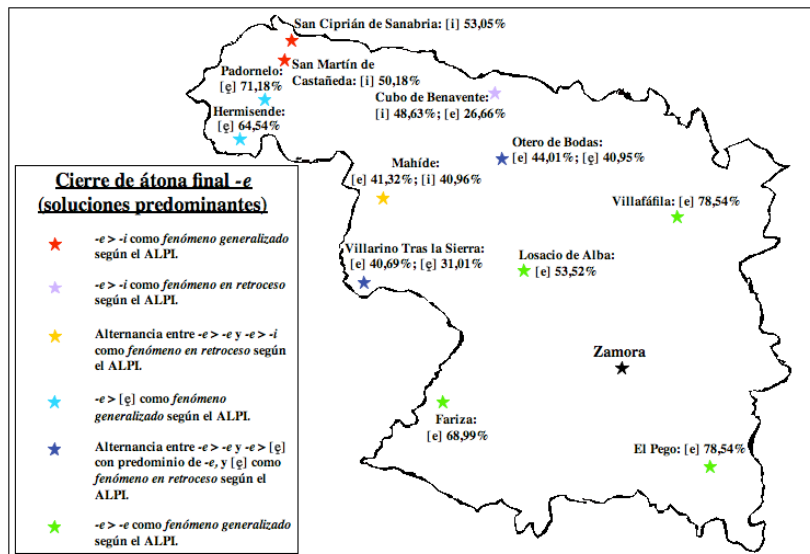 San Ciprián de Sanabria: [i] 53,05%
San Martín de
Castañeda: [i] 50,18%
Padornelo:
[ẹ] 71,18%
Hermisende:
[ẹ] 64,54%
Cubo de Benavente:
[i] 48,63%; [e] 26,66%
Otero de Bodas:
[e] 44,01%; [ẹ] 40,95%
Mahíde:
[e] 41,32%; [i] 40,96%
Villafáfila: [e] 78,54%
Villarino Tras la Sierra:
[e] 40,69%; [ẹ] 31,01%
Losacio de Alba:
[e] 53,52%
Zamora
Fariza:
[e] 68,99%
El Pego: [e] 78,54%
Cierre de átona final -e
(soluciones predominantes)
-e > -i como fenómeno generalizado
según el ALPI.
-e > -i como fenómeno en retroceso
según el ALPI.
Alternancia entre -e > -e y -e > -i
como fenómeno en retroceso según
el ALPI.
-e > [ẹ] como fenómeno
generalizado según el ALPI.
Alternancia entre -e > -e y -e > [ẹ]
con predominio de -e, y [ẹ] como
fenómeno en retroceso según el
ALPI.
-e > -e como fenómeno generalizado
según el ALPI.